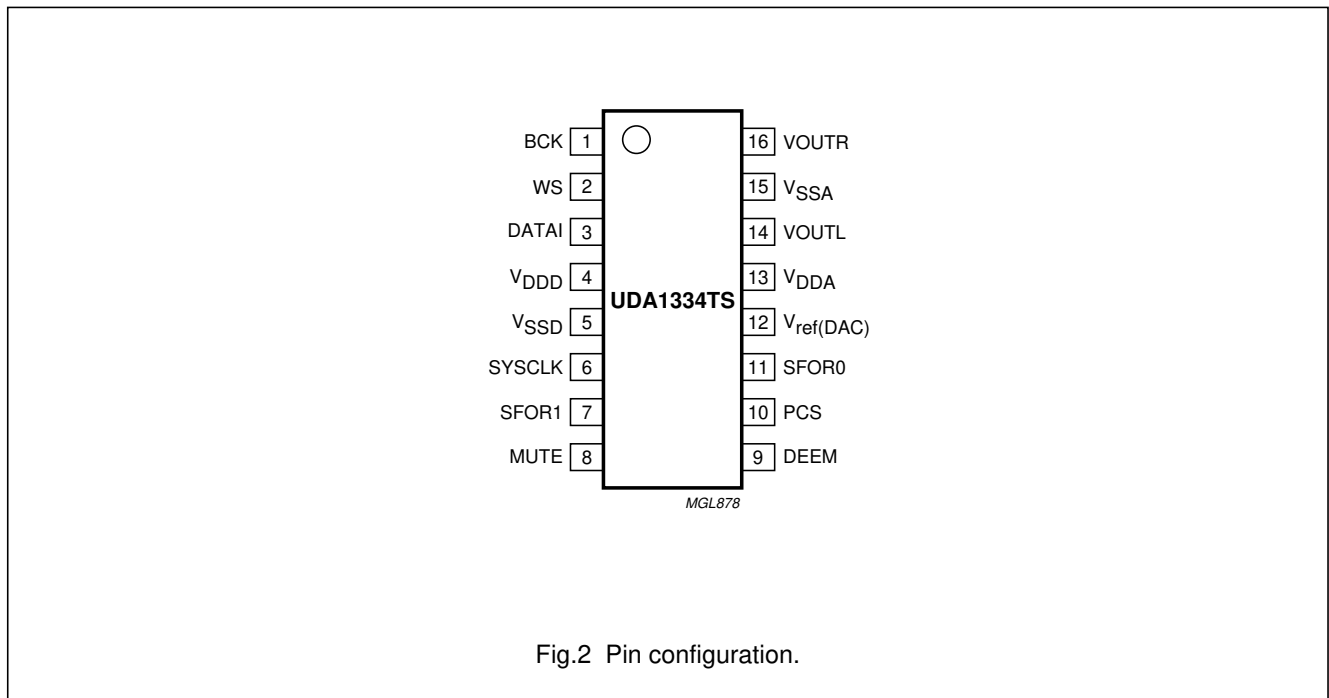 BCK 1 16 VOUTR
WS 2 15 VSSA
DATAI 3 14 VOUTL
VDDD 4 13 VDDA
UDA1334TS
VSSD 5 12 Vref(DAC)
SYSCLK 6 11 SFOR0
SFOR1 7 10 PCS
MUTE 8 9 DEEM
MGL878
Fig.2 Pin configuration.